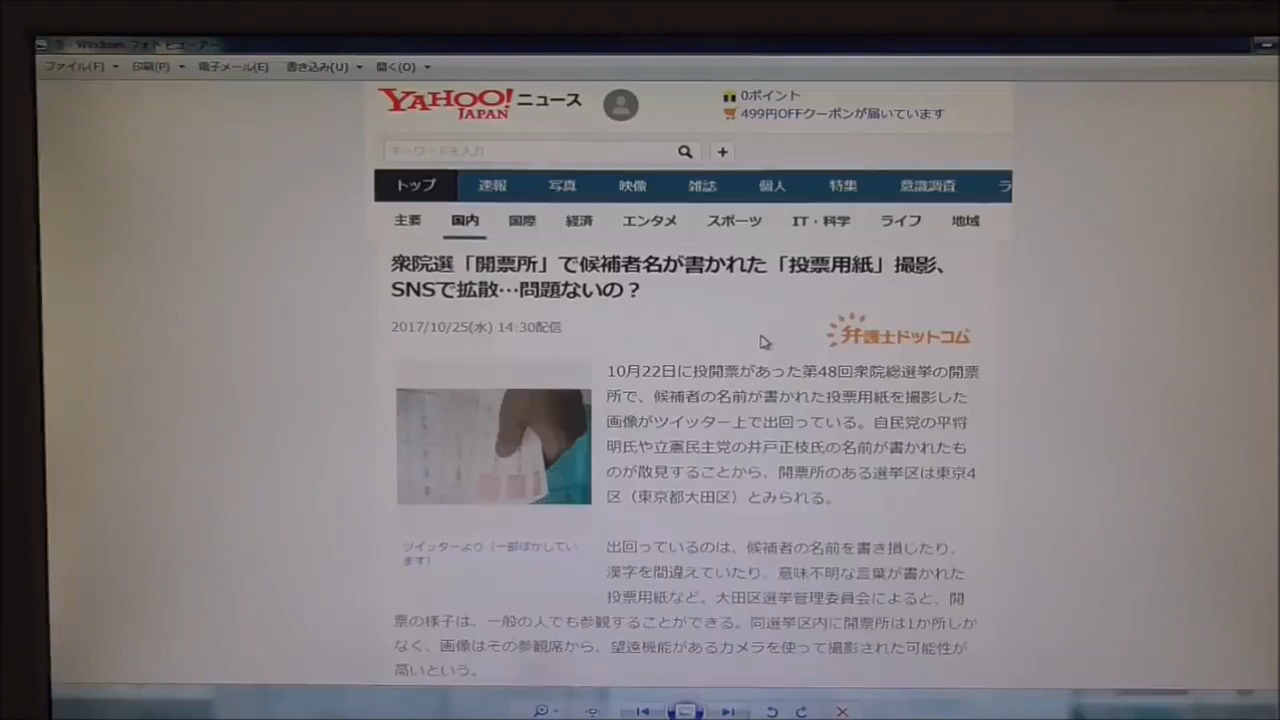 Windows フォト ビューアー
ファイル(F) 印刷(P) 電子メール(E) 書き込み(U) 開く(O)
YAHOO! JAPAN ニュース
0ポイント
499円OFFクーポンが届いています
キーワードを入力 +
トップ 速報 写真 映像 雑誌 個人 特集 意識調査 ラ
主要 国内 国際 経済 エンタメ スポーツ IT・科学 ライフ 地域
衆院選「開票所」で候補者名が書かれた「投票用紙」撮影、
SNSで拡散…問題ないの？
2017/10/25(水) 14:30配信
弁護士ドットコム
10月22日に投開票があった第48回衆院総選挙の開票
所で、候補者の名前が書かれた投票用紙を撮影した
画像がツイッター上で出回っている。自民党の平将
明氏や立憲民主党の井戸正枝氏の名前が書かれたも
のが散見することから、開票所のある選挙区は東京4
区（東京都大田区）とみられる。
ツイッターより（一部ぼかしてい
ます）
出回っているのは、候補者の名前を書き損じたり、
漢字を間違えていたり、意味不明な言葉が書かれた
投票用紙など。大田区選挙管理委員会によると、開
票の様子は、一般の人でも参観することができる。同選挙区内に開票所は1か所しか
なく、画像はその参観席から、望遠機能があるカメラを使って撮影された可能性が
高いという。